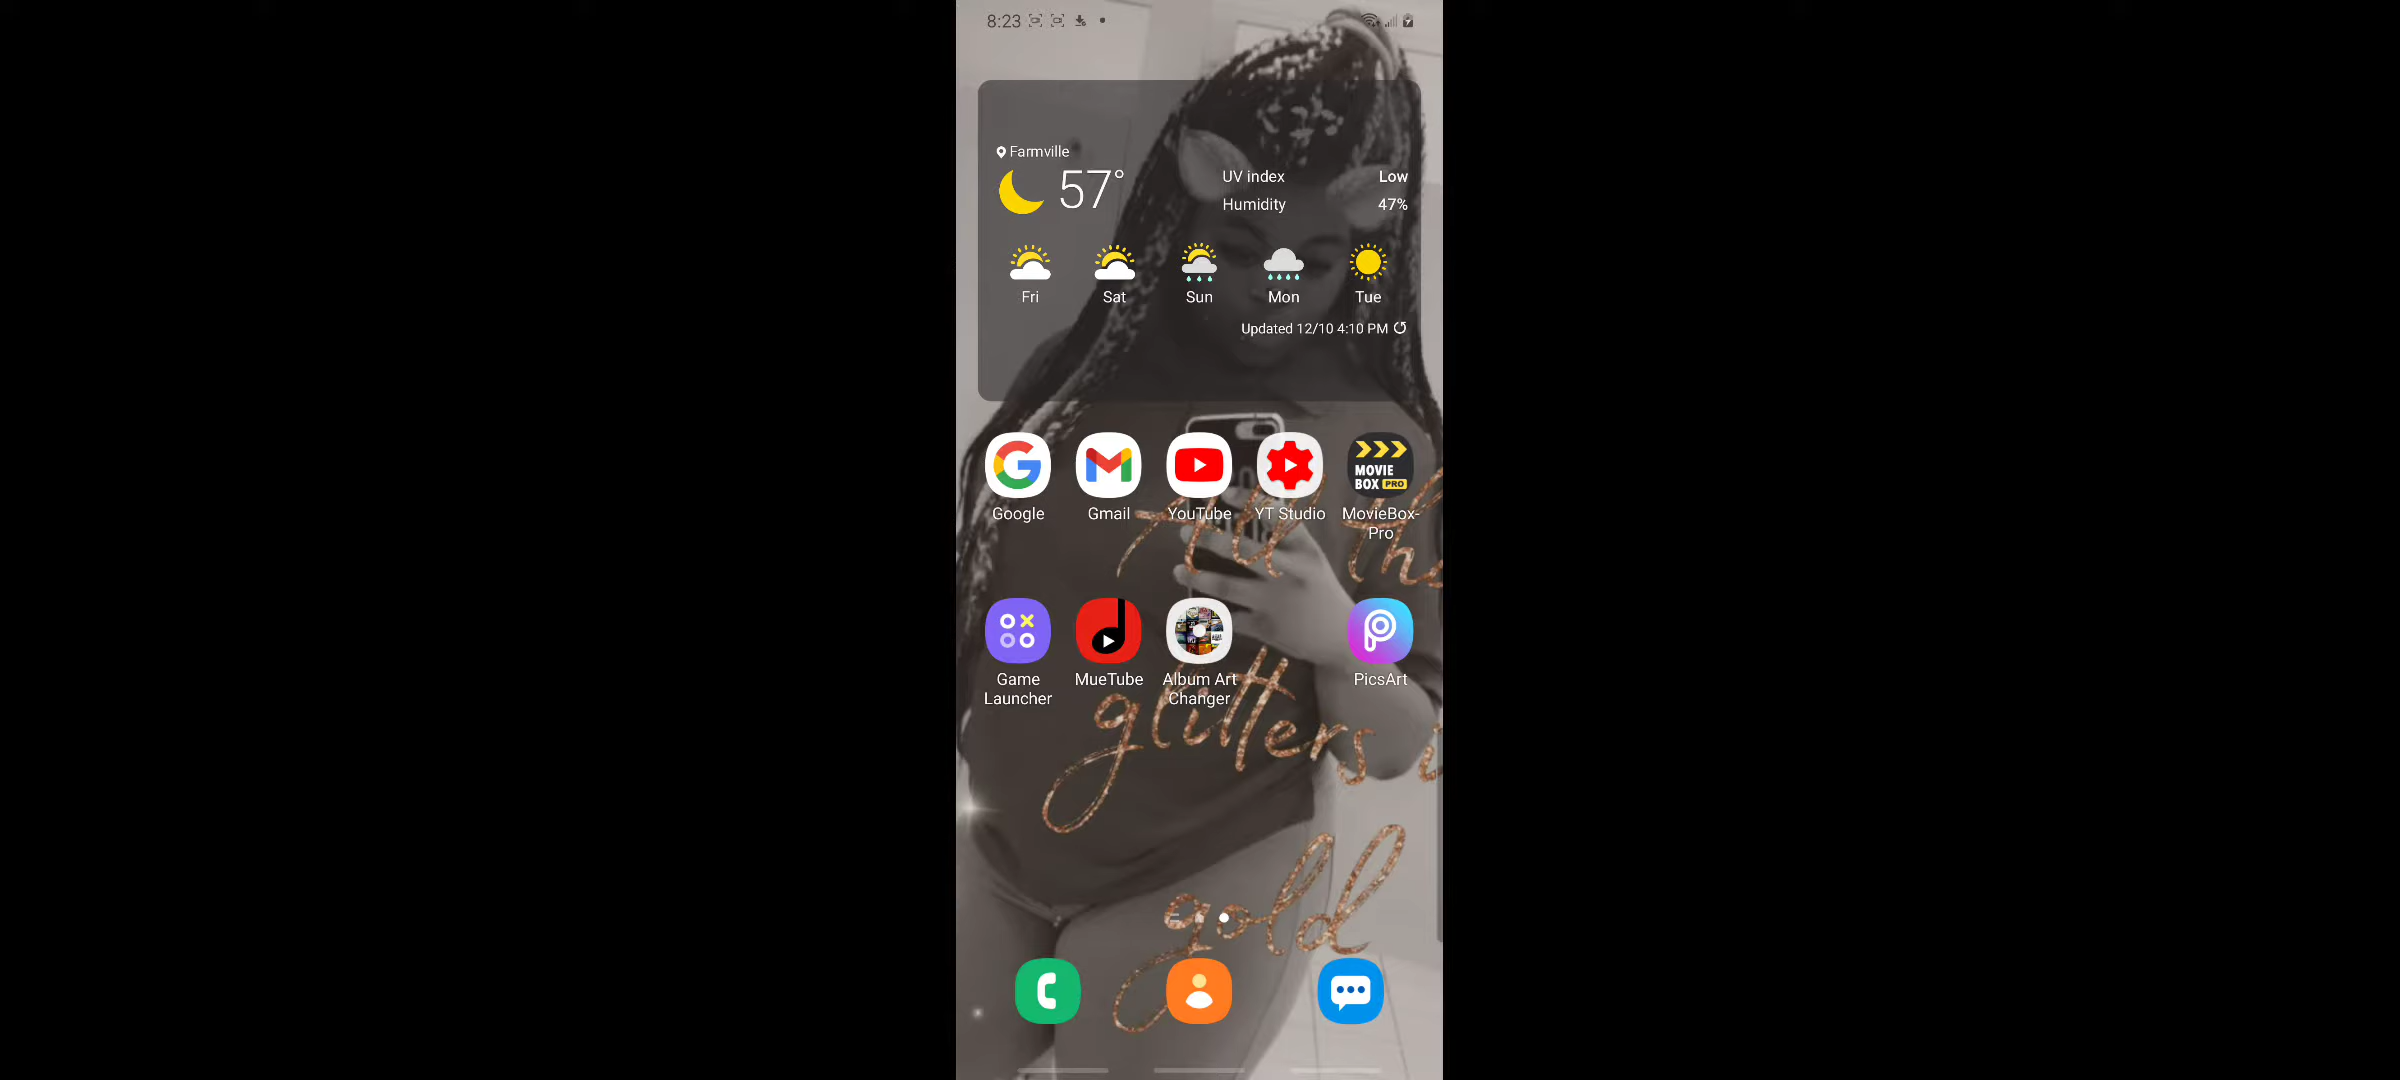 8:23
Farmville
57°
UV index Low
Humidity 47%
Fri Sat Sun Mon Tue
Updated 12/10 4:10 PM
MOVIE
BOX PRO
Google Gmail YouTube YT Studio MovieBox-
Pro
All th
Game MueTube Album Art PicsArt
Launcher Changer
glitters i
gold